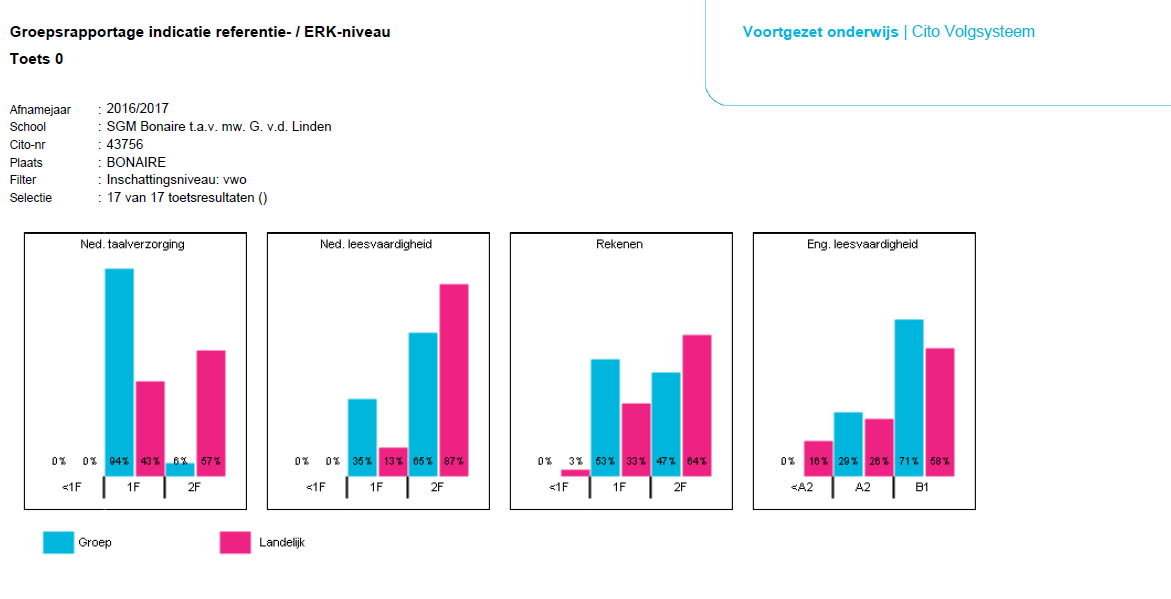 Groepsrapportage indicatie referentie- / ERK-niveau
Toets 0
Voortgezet onderwijs | Cito Volgsysteem
Afnamejaar : 2016/2017
School : SGM Bonaire t.a.v. mw. G. v.d. Linden
Cito-nr : 43756
Plaats : BONAIRE
Filter : Inschattingsniveau: vwo
Selectie : 17 van 17 toetsresultaten ()
Ned. taalverzorging
0% 0% 94% 43% 6% 57%
<1F 1F 2F
Ned. leesvaardigheid
0% 0% 35% 13% 65% 87%
<1F 1F 2F
Rekenen
0% 3% 53% 33% 47% 64%
<1F 1F 2F
Eng. leesvaardigheid
0% 16% 29% 26% 71% 58%
<A2 A2 B1
Groep Landelijk